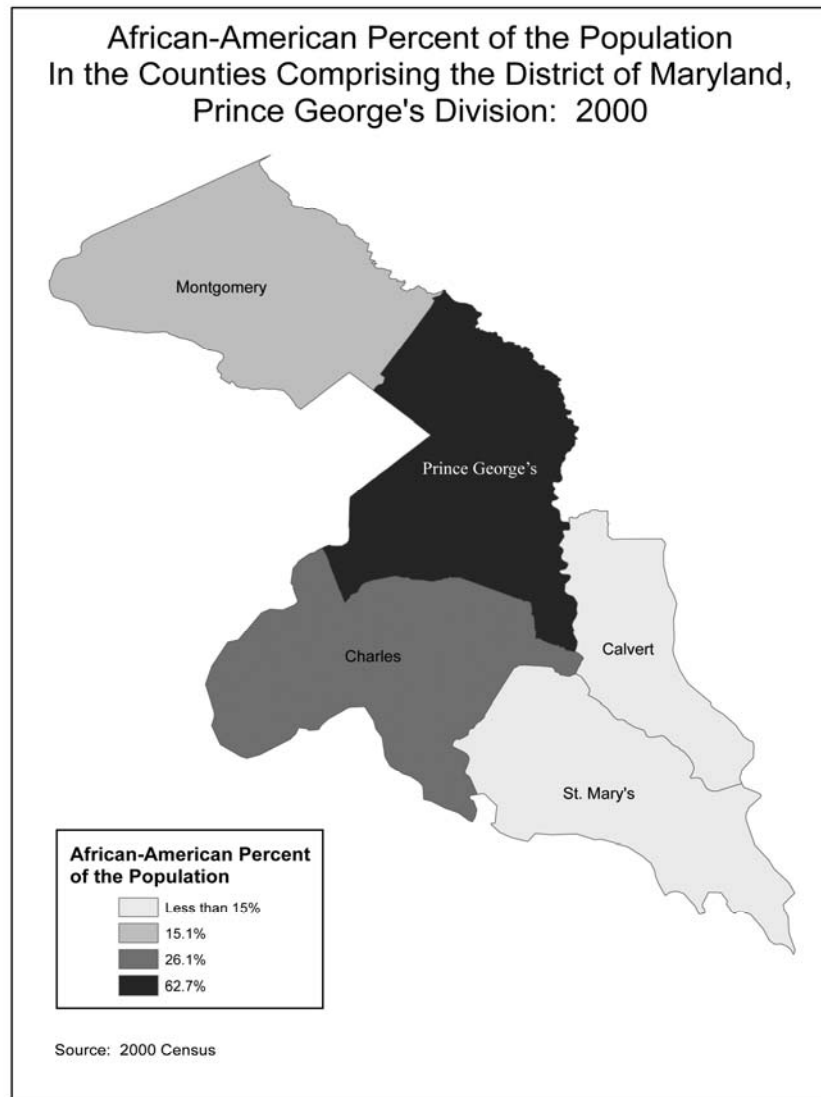 African-American Percent of the Population
In the Counties Comprising the District of Maryland,
Prince George's Division:  2000
Montgomery
Prince George’s
Charles
Calvert
St. Mary's
African-American Percent
of the Population
Less than 15%
15.1%
26.1%
62.7%
Source:  2000 Census